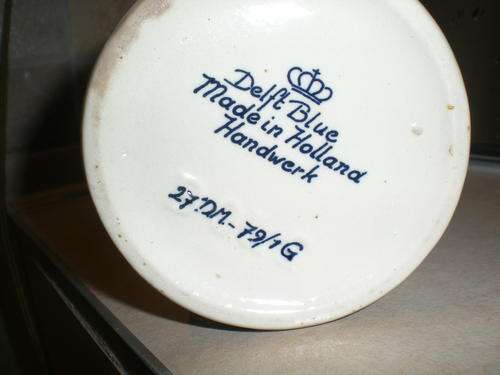 Delft Blue
Made in Holland
Handwerk
27.DM.-79/1G